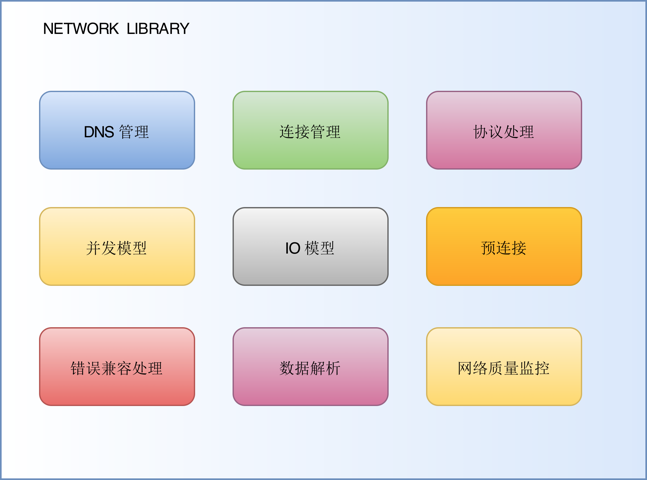 NETWORK LIBRARY
DNS 管理
连接管理
协议处理
并发模型
IO 模型
预连接
错误兼容处理
数据解析
网络质量监控